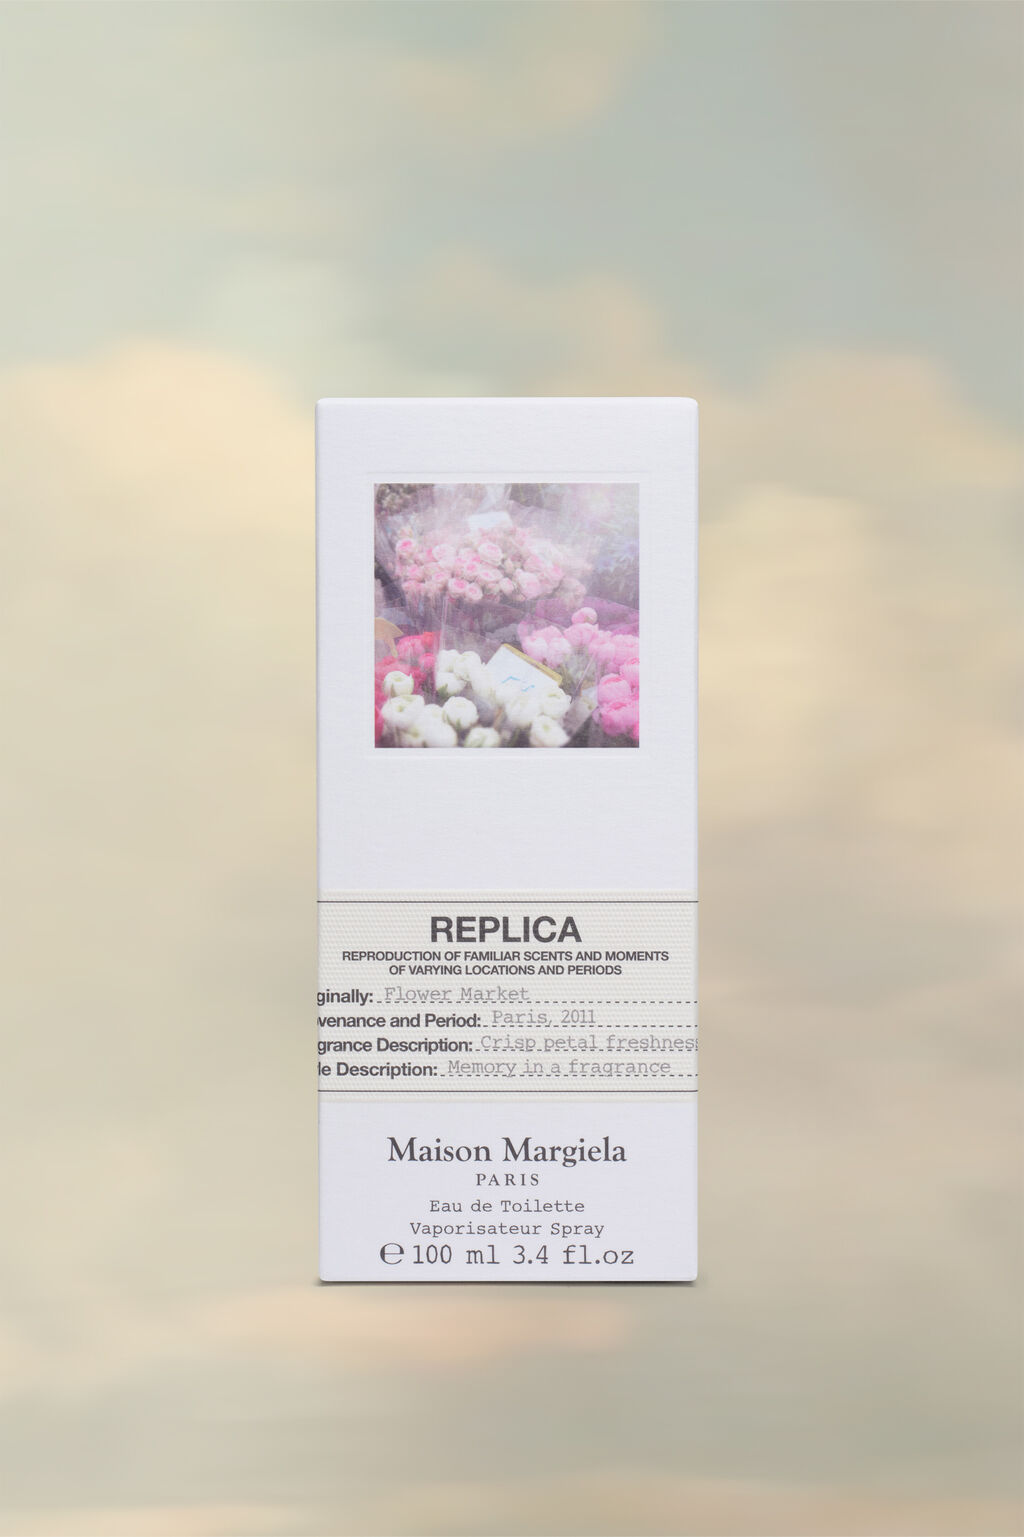 REPLICA
REPRODUCTION OF FAMILIAR SCENTS AND MOMENTS
OF VARYING LOCATIONS AND PERIODS
ginally: Flower Market
venance and Period: Paris, 2011
grance Description: Crisp petal freshness
le Description: Memory in a fragrance
Maison Margiela
PARIS
Eau de Toilette
Vaporisateur Spray
℮ 100 ml 3.4 fl.oz